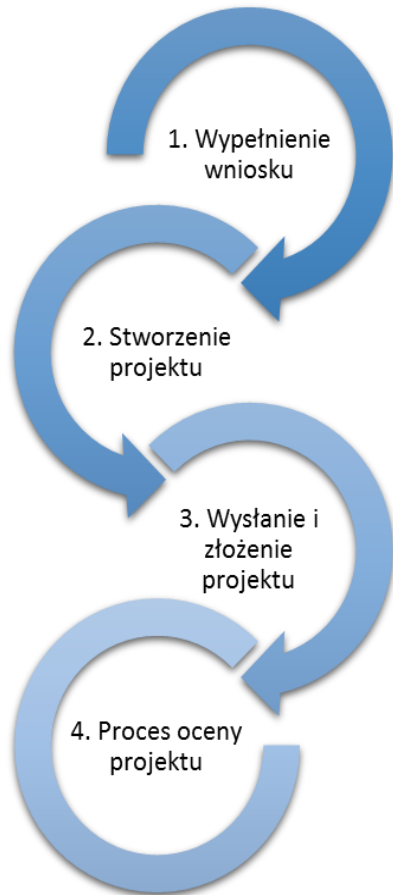 1. Wypełnienie
wniosku
2. Stworzenie
projektu
3. Wysłanie i
złożenie
projektu
4. Proces oceny
projektu